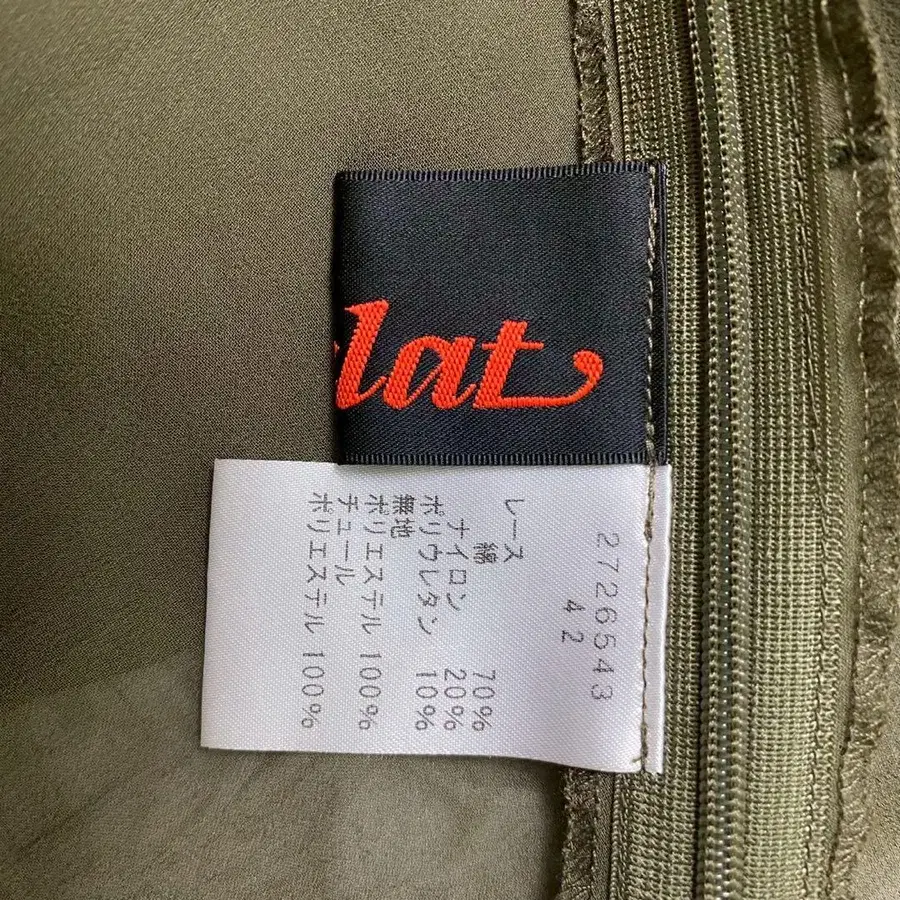 lat
2726543
42
レース
綿 70%
ナイロン 20%
ポリウレタン 10%
無地
ポリエステル 100%
チュール
ポリエステル 100%